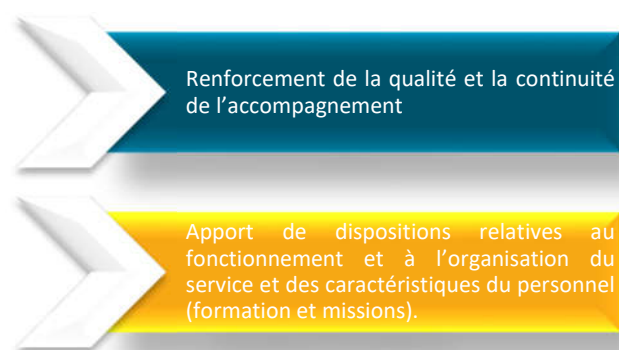 Renforcement de la qualité et la continuité
de l’accompagnement
Apport de dispositions relatives au
fonctionnement et à l’organisation du
service et des caractéristiques du personnel
(formation et missions).